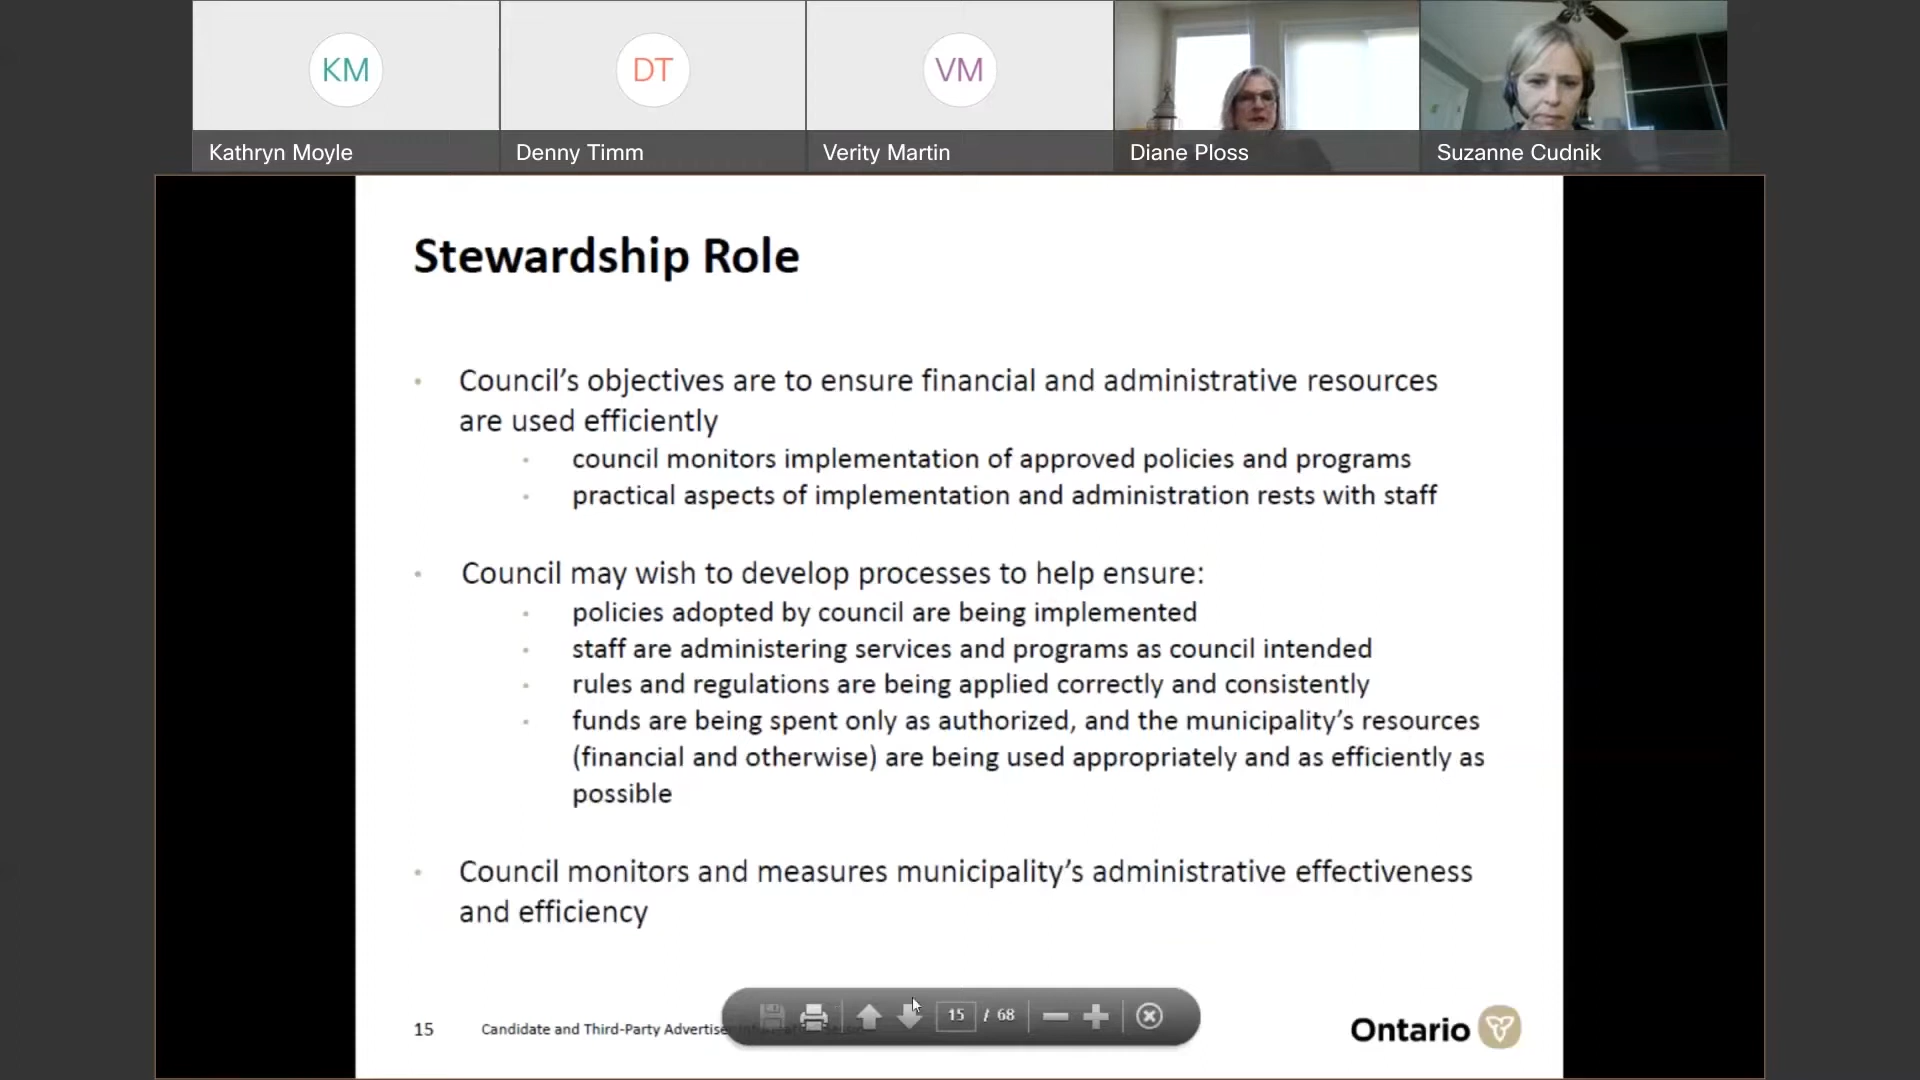 KM
DT
VM
Kathryn Moyle
Denny Timm
Verity Martin
Diane Ploss
Suzanne Cudnik
Stewardship Role
• Council’s objectives are to ensure financial and administrative resources
are used efficiently
• council monitors implementation of approved policies and programs
• practical aspects of implementation and administration rests with staff
• Council may wish to develop processes to help ensure:
• policies adopted by council are being implemented
• staff are administering services and programs as council intended
• rules and regulations are being applied correctly and consistently
• funds are being spent only as authorized, and the municipality’s resources
(financial and otherwise) are being used appropriately and as efficiently as
possible
• Council monitors and measures municipality’s administrative effectiveness
and efficiency
15 / 68
15
Candidate and Third-Party Advertise
Ontario